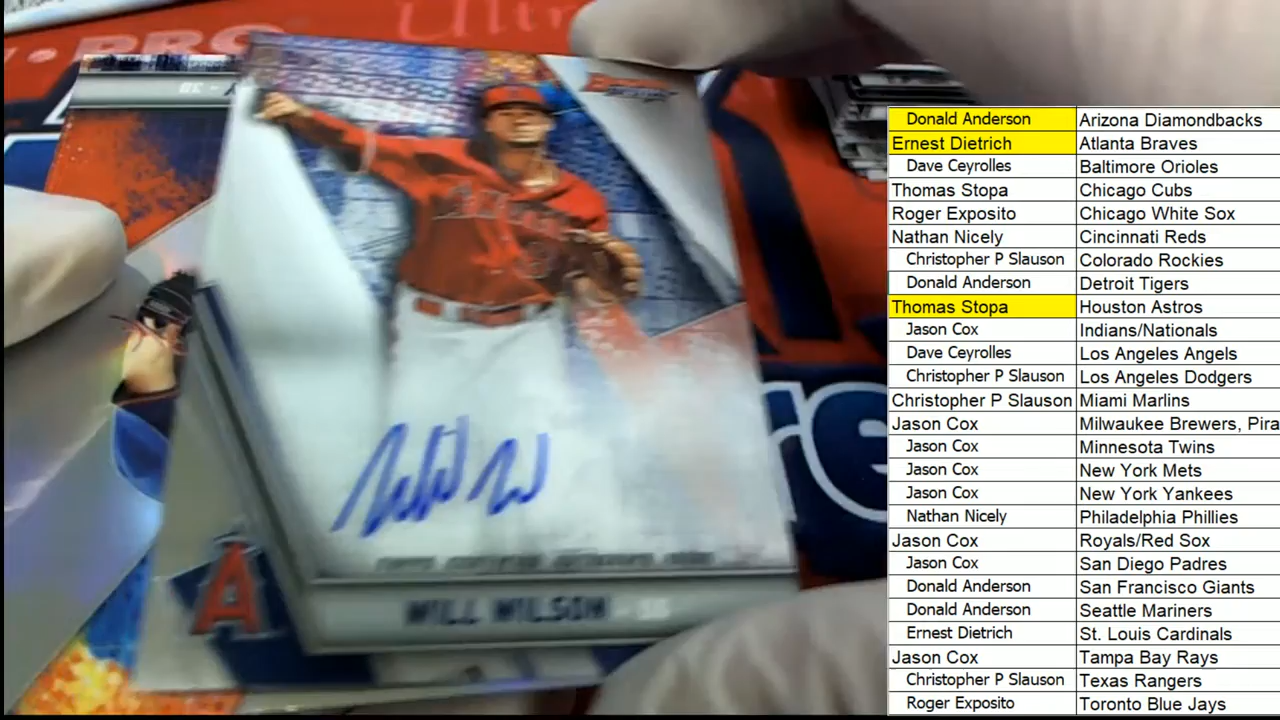 Ultra
PRO
Bowman
ANGELS
WILL WILSON - SS
A
Donald Anderson Arizona Diamondbacks
Ernest Dietrich Atlanta Braves
Dave Ceyrolles Baltimore Orioles
Thomas Stopa Chicago Cubs
Roger Exposito Chicago White Sox
Nathan Nicely Cincinnati Reds
Christopher P Slauson Colorado Rockies
Donald Anderson Detroit Tigers
Thomas Stopa Houston Astros
Jason Cox Indians/Nationals
Dave Ceyrolles Los Angeles Angels
Christopher P Slauson Los Angeles Dodgers
Christopher P Slauson Miami Marlins
Jason Cox Milwaukee Brewers, Pira
Jason Cox Minnesota Twins
Jason Cox New York Mets
Jason Cox New York Yankees
Nathan Nicely Philadelphia Phillies
Jason Cox Royals/Red Sox
Jason Cox San Diego Padres
Donald Anderson San Francisco Giants
Donald Anderson Seattle Mariners
Ernest Dietrich St. Louis Cardinals
Jason Cox Tampa Bay Rays
Christopher P Slauson Texas Rangers
Roger Exposito Toronto Blue Jays